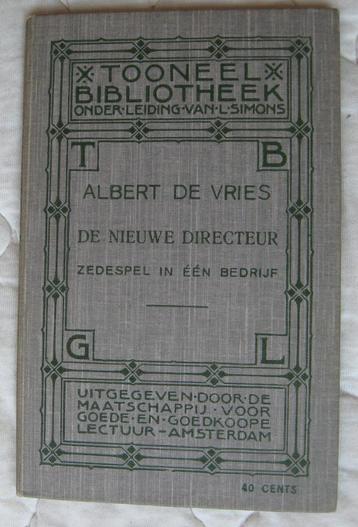 TOONEEL
BIBLIOTHEEK
ONDER·LEIDING·VAN·L·SIMONS
T B
ALBERT DE VRIES
DE NIEUWE DIRECTEUR
ZEDESPEL IN ÉÉN BEDRIJF
G L
UITGEGEVEN·DOOR·DE
MAATSCHAPPIJ·VOOR
GOEDE·EN·GOEDKOOPE
LECTUUR–AMSTERDAM
40 CENTS